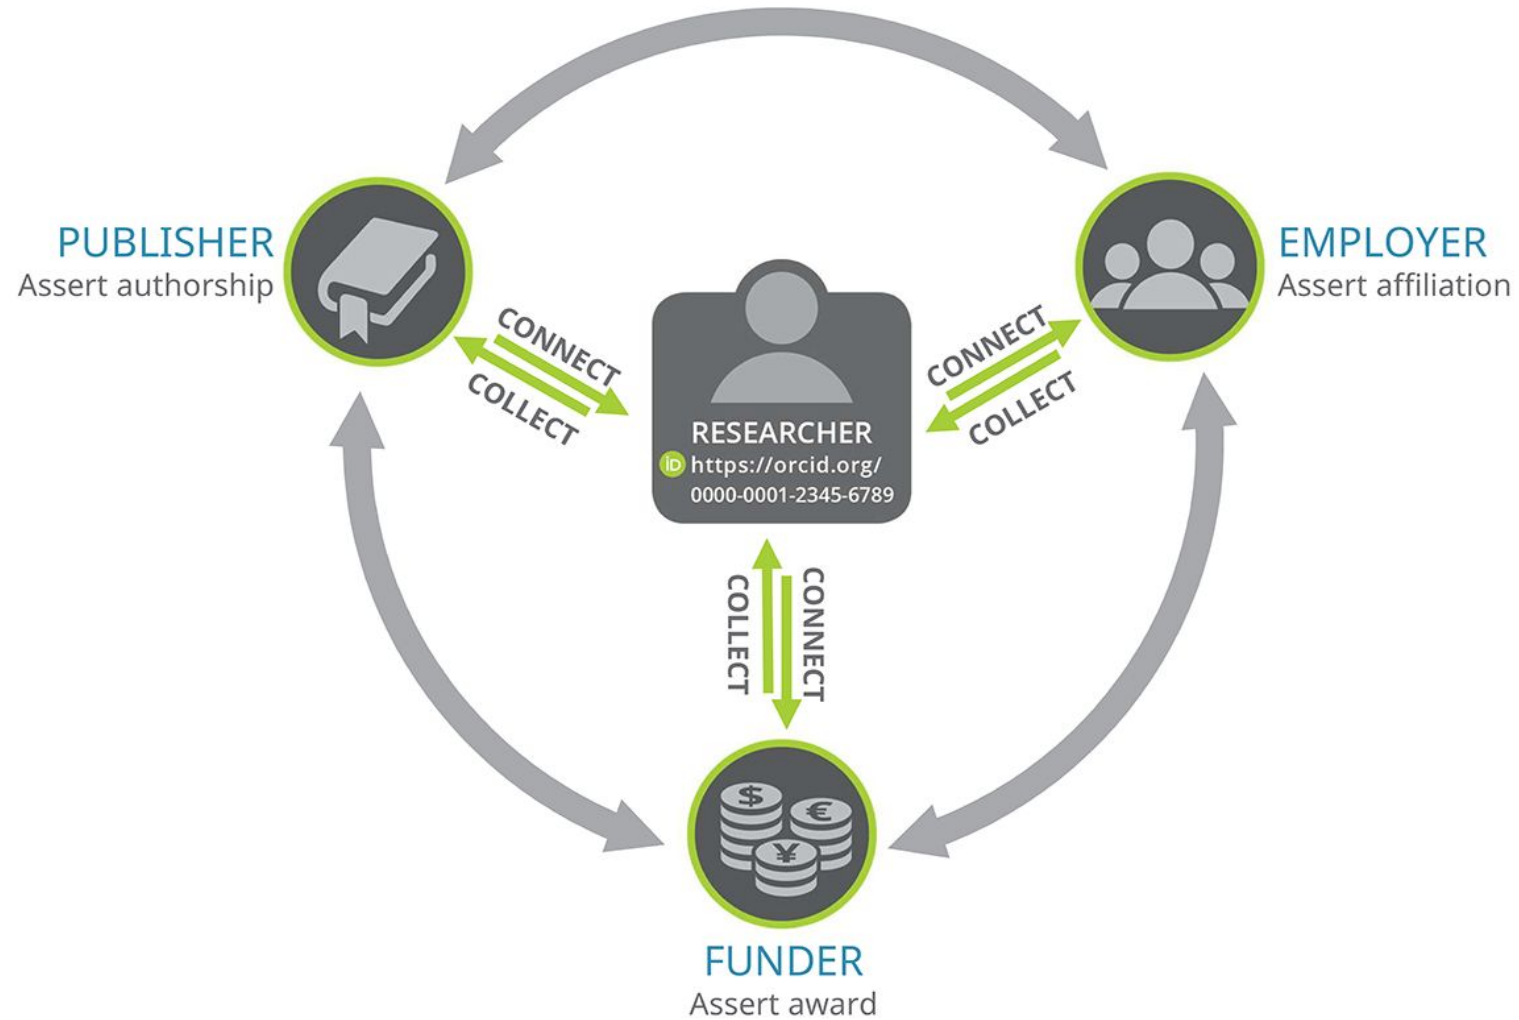 PUBLISHER
Assert authorship
EMPLOYER
Assert affiliation
CONNECT
COLLECT
CONNECT
COLLECT
RESEARCHER
iD https://orcid.org/
0000-0001-2345-6789
COLLECT
CONNECT
$
€
¥
FUNDER
Assert award